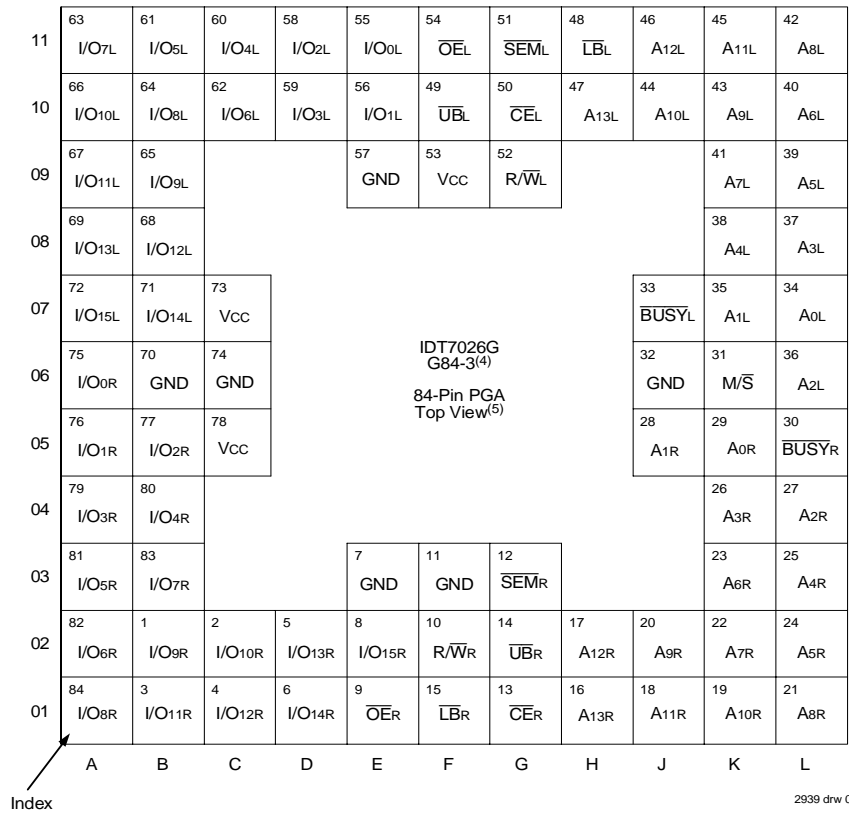 11 63 I/O7L 61 I/O5L 60 I/O4L 58 I/O2L 55 I/O0L 54 OEL 51 SEML 48 LBL 46 A12L 45 A11L 42 A8L
10 66 I/O10L 64 I/O8L 62 I/O6L 59 I/O3L 56 I/O1L 49 UBL 50 CEL 47 A13L 44 A10L 43 A9L 40 A6L
09 67 I/O11L 65 I/O9L 57 GND 53 VCC 52 R/WL 41 A7L 39 A5L
08 69 I/O13L 68 I/O12L 38 A4L 37 A3L
07 72 I/O15L 71 I/O14L 73 VCC 33 BUSYL 35 A1L 34 A0L
IDT7026G
G84-3(4)
84-Pin PGA
Top View(5)
06 75 I/O0R 70 GND 74 GND 32 GND 31 M/S 36 A2L
05 76 I/O1R 77 I/O2R 78 VCC 28 A1R 29 A0R 30 BUSYR
04 79 I/O3R 80 I/O4R 26 A3R 27 A2R
03 81 I/O5R 83 I/O7R 7 GND 11 GND 12 SEMR 23 A6R 25 A4R
02 82 I/O6R 1 I/O9R 2 I/O10R 5 I/O13R 8 I/O15R 10 R/WR 14 UBR 17 A12R 20 A9R 22 A7R 24 A5R
01 84 I/O8R 3 I/O11R 4 I/O12R 6 I/O14R 9 OER 15 LBR 13 CER 16 A13R 18 A11R 19 A10R 21 A8R
A B C D E F G H J K L
Index
2939 drw